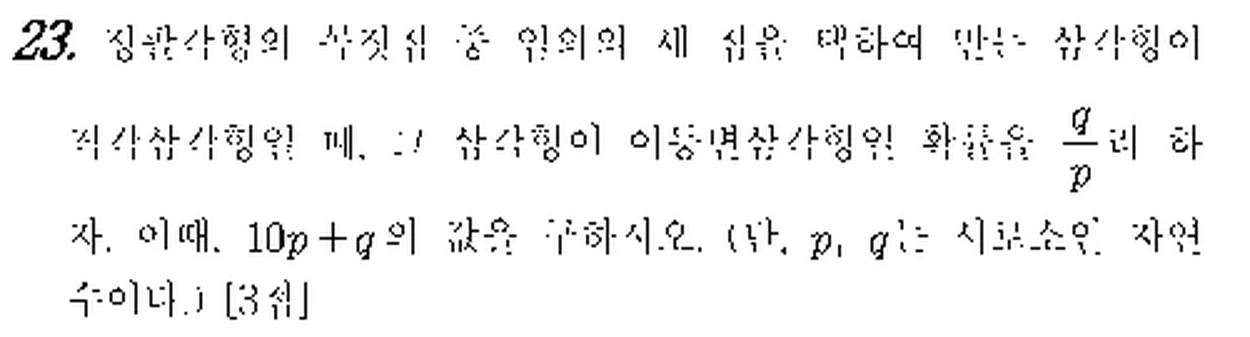 23. 정팔각형의 꼭짓점 중 임의의 세 점을 택하여 만든 삼각형이
직각삼각형일 때, 그 삼각형이 이등변삼각형일 확률을 q/p 라 하
자. 이때, 10p+q의 값을 구하시오. (단, p, q는 서로소인 자연
수이다.) [3점]